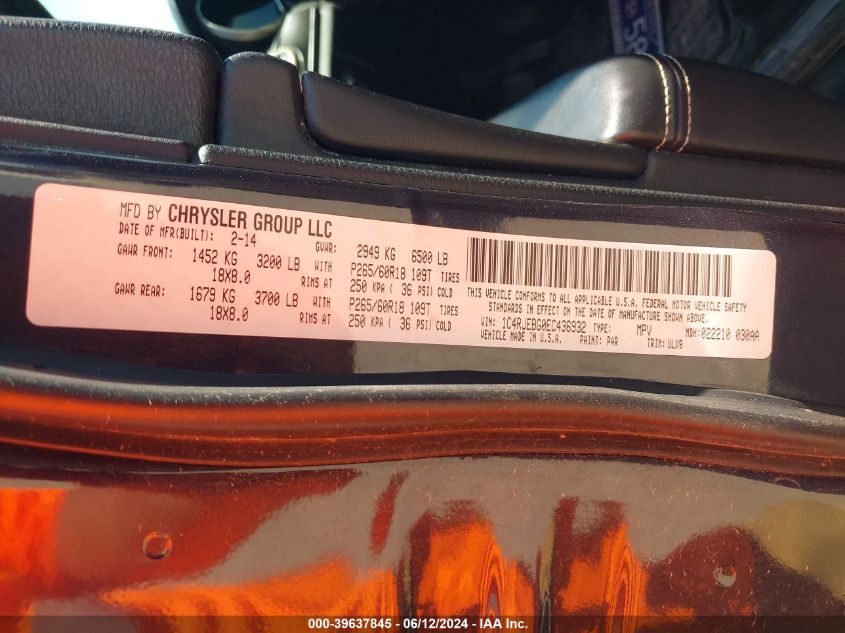 58
MFD BY CHRYSLER GROUP LLC
DATE OF MFR(BUILT): 2-14 GVWR: 2949 KG 6500 LB
GAWR FRONT: 1452 KG 3200 LB WITH P265/60R18 109T TIRES
18X8.0 RIMS AT 250 KPA ( 36 PSI) COLD
GAWR REAR: 1679 KG 3700 LB WITH P265/60R18 109T TIRES
18X8.0 RIMS AT 250 KPA ( 36 PSI) COLD
THIS VEHICLE CONFORMS TO ALL APPLICABLE U.S.A. FEDERAL MOTOR VEHICLE SAFETY
STANDARDS IN EFFECT ON THE DATE OF MANUFACTURE SHOWN ABOVE.
VIN: 1C4RJEBG0EC436932 TYPE: MPV MDH: 022210 030AA
VEHICLE MADE IN U.S.A. PAINT: PAR TRIM: ULX9
000-39637845 - 06/12/2024 - IAA Inc.